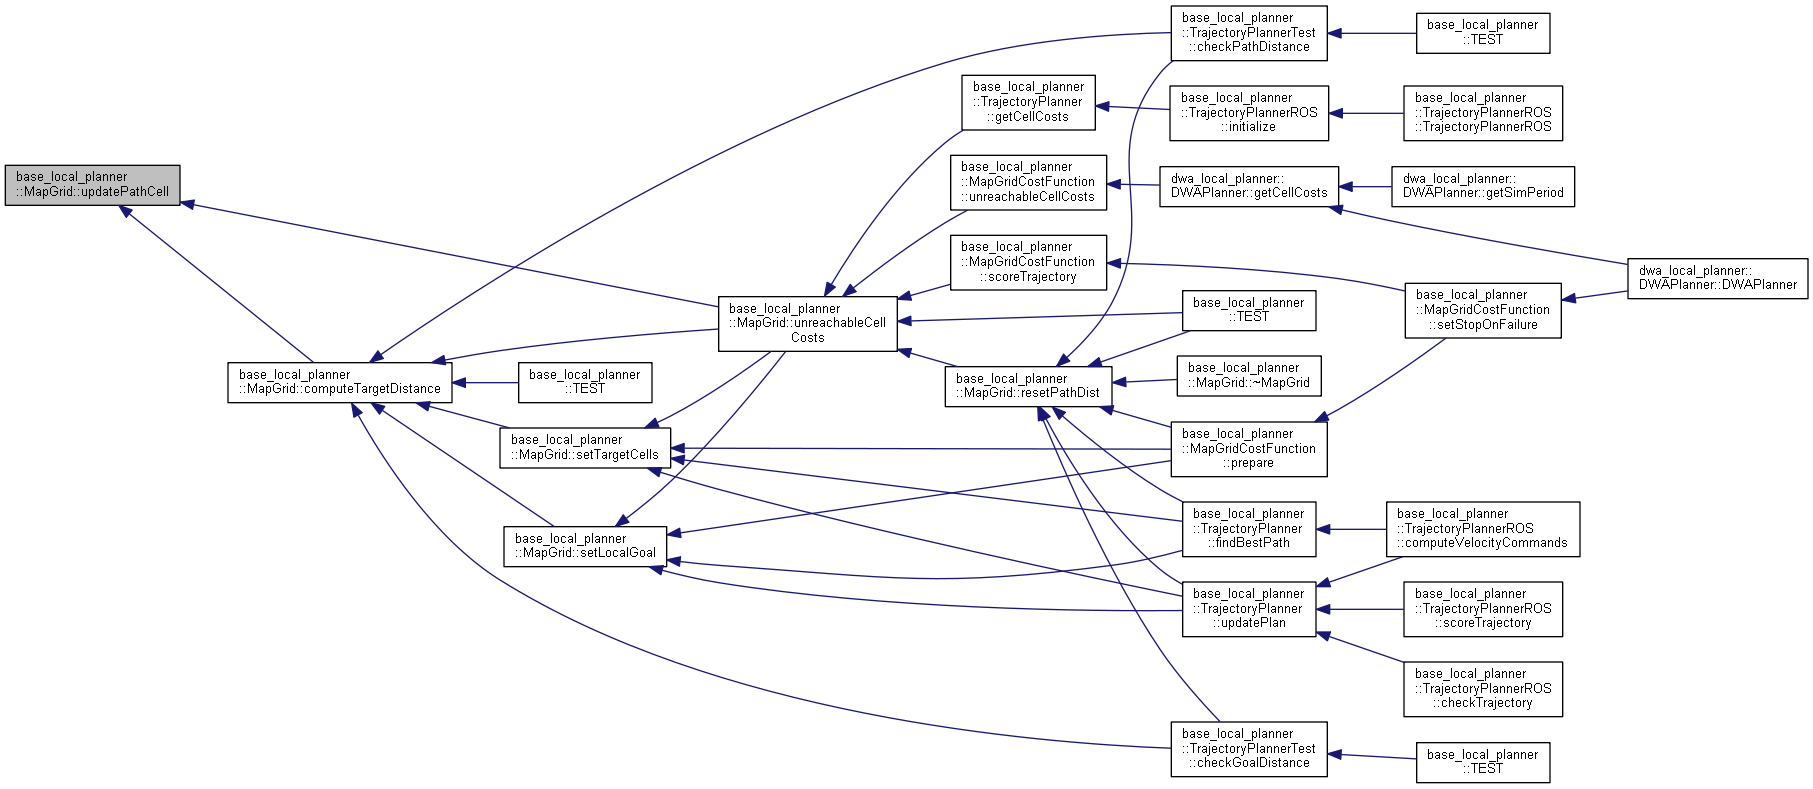 base_local_planner
::MapGrid::updatePathCell
base_local_planner
::MapGrid::computeTargetDistance
base_local_planner
::TEST
base_local_planner
::MapGrid::setTargetCells
base_local_planner
::MapGrid::setLocalGoal
base_local_planner
::MapGrid::unreachableCell
Costs
base_local_planner
::TrajectoryPlanner
::getCellCosts
base_local_planner
::MapGridCostFunction
::unreachableCellCosts
base_local_planner
::MapGridCostFunction
::scoreTrajectory
base_local_planner
::MapGrid::resetPathDist
base_local_planner
::TrajectoryPlannerTest
::checkPathDistance
base_local_planner
::TrajectoryPlannerROS
::initialize
dwa_local_planner::
DWAPlanner::getCellCosts
base_local_planner
::TEST
base_local_planner
::MapGrid::~MapGrid
base_local_planner
::MapGridCostFunction
::prepare
base_local_planner
::TrajectoryPlanner
::findBestPath
base_local_planner
::TrajectoryPlanner
::updatePlan
base_local_planner
::TrajectoryPlannerTest
::checkGoalDistance
base_local_planner
::TEST
base_local_planner
::TrajectoryPlannerROS
::TrajectoryPlannerROS
dwa_local_planner::
DWAPlanner::getSimPeriod
base_local_planner
::MapGridCostFunction
::setStopOnFailure
base_local_planner
::TrajectoryPlannerROS
::computeVelocityCommands
base_local_planner
::TrajectoryPlannerROS
::scoreTrajectory
base_local_planner
::TrajectoryPlannerROS
::checkTrajectory
base_local_planner
::TEST
dwa_local_planner::
DWAPlanner::DWAPlanner